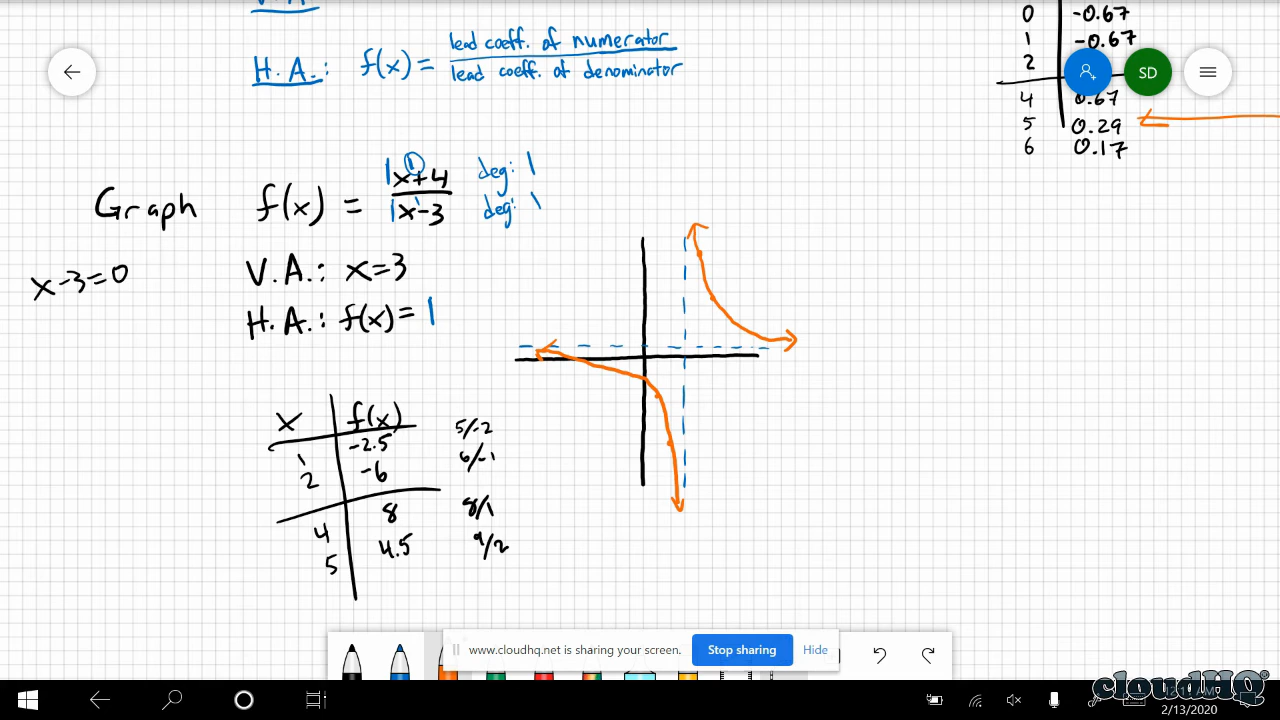 V.A.
H.A.: f(x) = lead coeff. of numerator
lead coeff. of denominator
0 -0.67
1 -0.67
2
4 0.67
5 0.29
6 0.17
SD
Graph f(x) = 1x+4 deg: 1
1x-3 deg: 1
x-3=0
V.A.: x=3
H.A.: f(x)= 1
x f(x)
1 -2.5 5/-2
2 -6 6/-1
4 8 8/1
5 4.5 9/2
www.cloudhq.net is sharing your screen. Stop sharing Hide
cloudHQ
2/13/2020